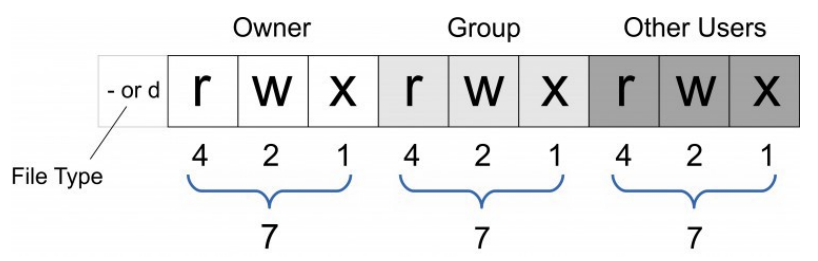 Owner Group Other Users
- or d r w x r w x r w x
4 2 1 4 2 1 4 2 1
File Type
7 7 7